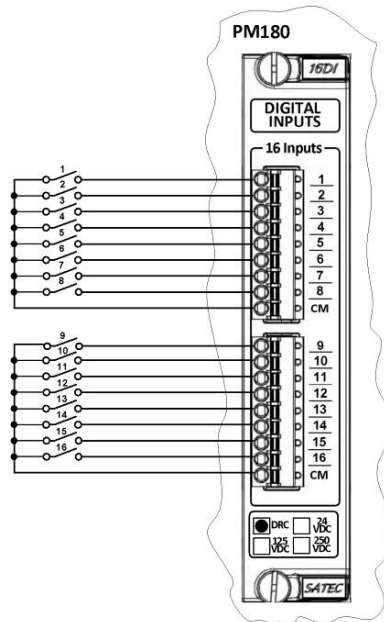 PM180
16DI
DIGITAL
INPUTS
16 Inputs
1 1
2 2
3 3
4 4
5 5
6 6
7 7
8 8
CM
9 9
10 10
11 11
12 12
13 13
14 14
15 15
16 16
CM
DRC 24 VDC
125 VDC 250 VDC
SATEC